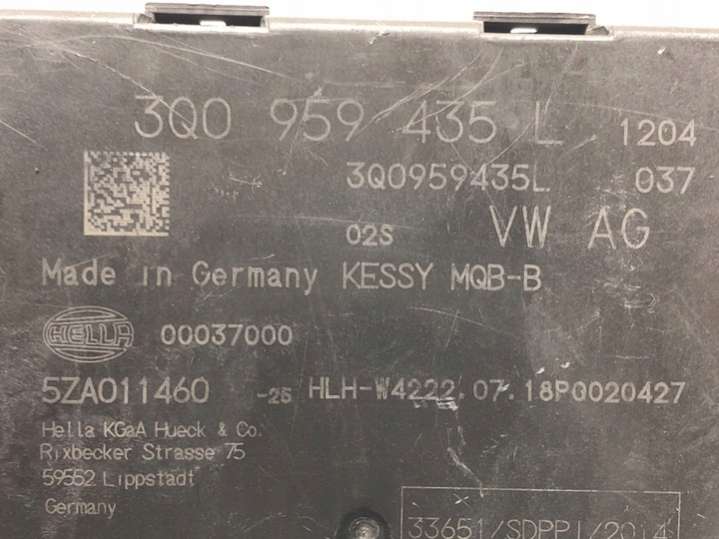 3Q0 959 435 L 1204
3Q0959435L 037
02S VW AG
Made in Germany KESSY MQB-B
HELLA 00037000
5ZA011460 -25 HLH-W4222.07.18P0020427
Hella KGaA Hueck & Co.
Rixbecker Strasse 75
59552 Lippstadt
Germany
33651/SDPPI/2014